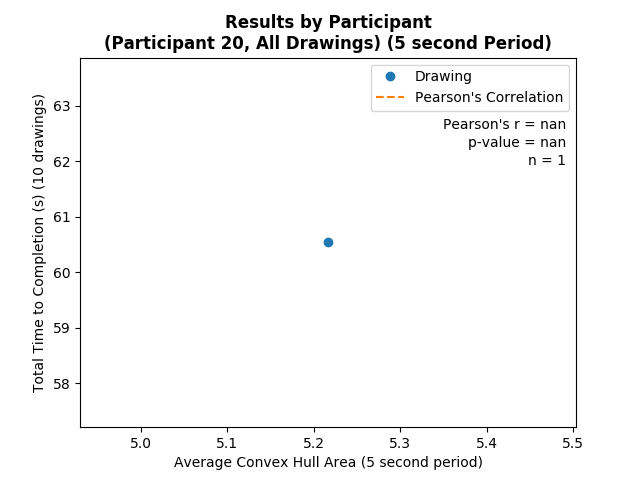 Results by Participant
(Participant 20, All Drawings) (5 second Period)
Drawing
Pearson's Correlation
Pearson's r = nan
p-value = nan
n = 1
Total Time to Completion (s) (10 drawings)
63
62
61
60
59
58
5.0 5.1 5.2 5.3 5.4 5.5
Average Convex Hull Area (5 second period)